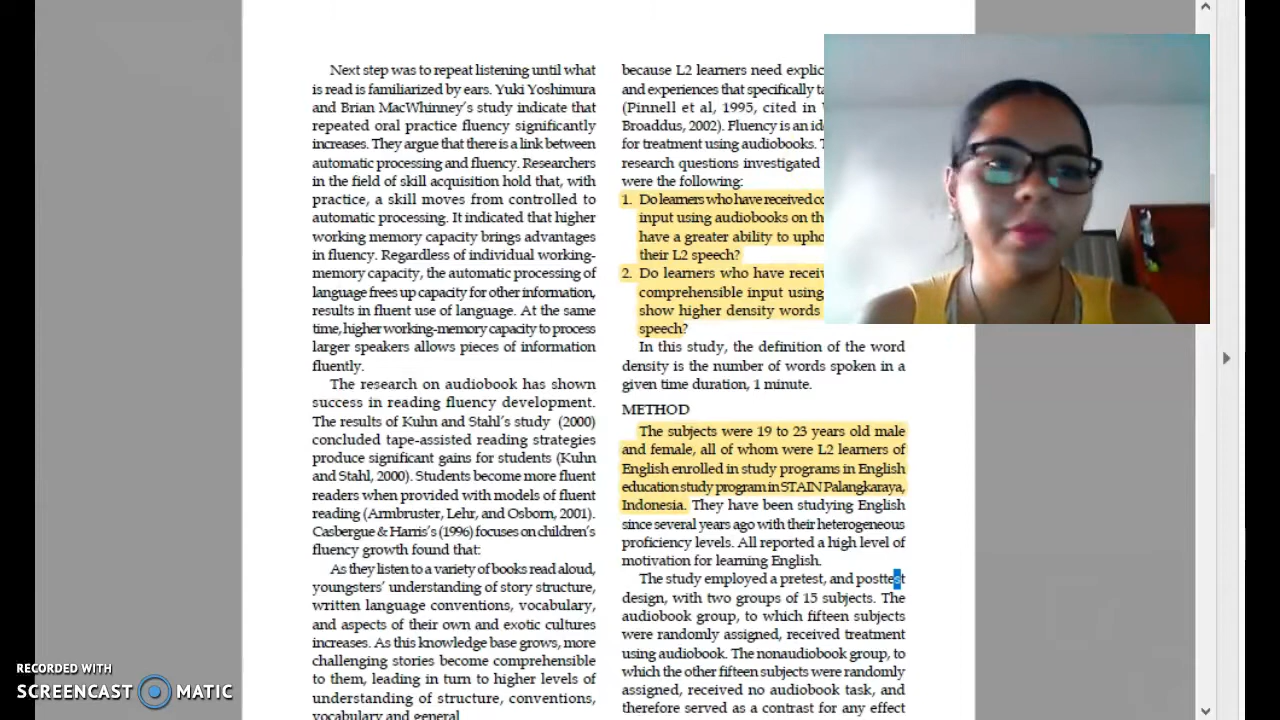 Next step was to repeat listening until what
is read is familiarized by ears. Yuki Yoshimura
and Brian MacWhinney's study indicate that
repeated oral practice fluency significantly
increases. They argue that there is a link between
automatic processing and fluency. Researchers
in the field of skill acquisition hold that, with
practice, a skill moves from controlled to
automatic processing. It indicated that higher
working memory capacity brings advantages
in fluency. Regardless of individual working-
memory capacity, the automatic processing of
language frees up capacity for other information,
results in fluent use of language. At the same
time, higher working-memory capacity to process
larger speakers allows pieces of information
fluently.
The research on audiobook has shown
success in reading fluency development.
The results of Kuhn and Stahl's study (2000)
concluded tape-assisted reading strategies
produce significant gains for students (Kuhn
and Stahl, 2000). Students become more fluent
readers when provided with models of fluent
reading (Armbruster, Lehr, and Osborn, 2001).
Casbergue & Harris's (1996) focuses on children's
fluency growth found that:
As they listen to a variety of books read aloud,
youngsters' understanding of story structure,
written language conventions, vocabulary,
and aspects of their own and exotic cultures
increases. As this knowledge base grows, more
challenging stories become comprehensible
to them, leading in turn to higher levels of
understanding of structure, conventions,
vocabulary and general
because L2 learners need explic
and experiences that specifically ta
(Pinnell et al, 1995, cited in
Broaddus, 2002). Fluency is an id
for treatment using audiobooks. T
research questions investigated
were the following:
1. Do learners who have received co
input using audiobooks on th
have a greater ability to upho
their L2 speech?
2. Do learners who have receiv
comprehensible input using
show higher density words
speech?
In this study, the definition of the word
density is the number of words spoken in a
given time duration, 1 minute.
METHOD
The subjects were 19 to 23 years old male
and female, all of whom were L2 learners of
English enrolled in study programs in English
education study program in STAIN Palangkaraya,
Indonesia. They have been studying English
since several years ago with their heterogeneous
proficiency levels. All reported a high level of
motivation for learning English.
The study employed a pretest, and posttest
design, with two groups of 15 subjects. The
audiobook group, to which fifteen subjects
were randomly assigned, received treatment
using audiobook. The nonaudiobook group, to
which the other fifteen subjects were randomly
assigned, received no audiobook task, and
therefore served as a contrast for any effect
RECORDED WITH
SCREENCAST MATIC